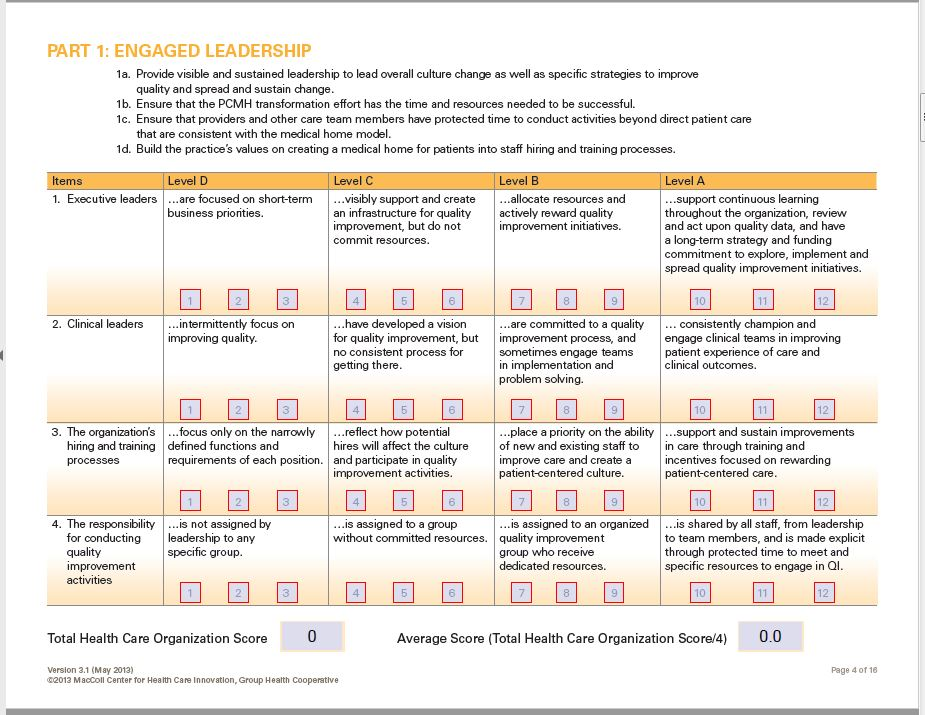 PART 1: ENGAGED LEADERSHIP
1a. Provide visible and sustained leadership to lead overall culture change as well as specific strategies to improve
quality and spread and sustain change.
1b. Ensure that the PCMH transformation effort has the time and resources needed to be successful.
1c. Ensure that providers and other care team members have protected time to conduct activities beyond direct patient care
that are consistent with the medical home model.
1d. Build the practice's values on creating a medical home for patients into staff hiring and training processes.
Items Level D Level C Level B Level A
1. Executive leaders
...are focused on short-term
business priorities.
...visibly support and create
an infrastructure for quality
improvement, but do not
commit resources.
...allocate resources and
actively reward quality
improvement initiatives.
...support continuous learning
throughout the organization, review
and act upon quality data, and have
a long-term strategy and funding
commitment to explore, implement and
spread quality improvement initiatives.
1 2 3 4 5 6 7 8 9 10 11 12
2. Clinical leaders
...intermittently focus on
improving quality.
...have developed a vision
for quality improvement, but
no consistent process for
getting there.
...are committed to a quality
improvement process, and
sometimes engage teams
in implementation and
problem solving.
... consistently champion and
engage clinical teams in improving
patient experience of care and
clinical outcomes.
1 2 3 4 5 6 7 8 9 10 11 12
3. The organization's
hiring and training
processes
...focus only on the narrowly
defined functions and
requirements of each position.
...reflect how potential
hires will affect the culture
and participate in quality
improvement activities.
...place a priority on the ability
of new and existing staff to
improve care and create a
patient-centered culture.
...support and sustain improvements
in care through training and
incentives focused on rewarding
patient-centered care.
1 2 3 4 5 6 7 8 9 10 11 12
4. The responsibility
for conducting
quality
improvement
activities
...is not assigned by
leadership to any
specific group.
...is assigned to a group
without committed resources.
...is assigned to an organized
quality improvement
group who receive
dedicated resources.
...is shared by all staff, from leadership
to team members, and is made explicit
through protected time to meet and
specific resources to engage in QI.
1 2 3 4 5 6 7 8 9 10 11 12
Total Health Care Organization Score 0 Average Score (Total Health Care Organization Score/4) 0.0
Version 3.1 (May 2013) Page 4 of 16
©2013 MacColl Center for Health Care Innovation, Group Health Cooperative